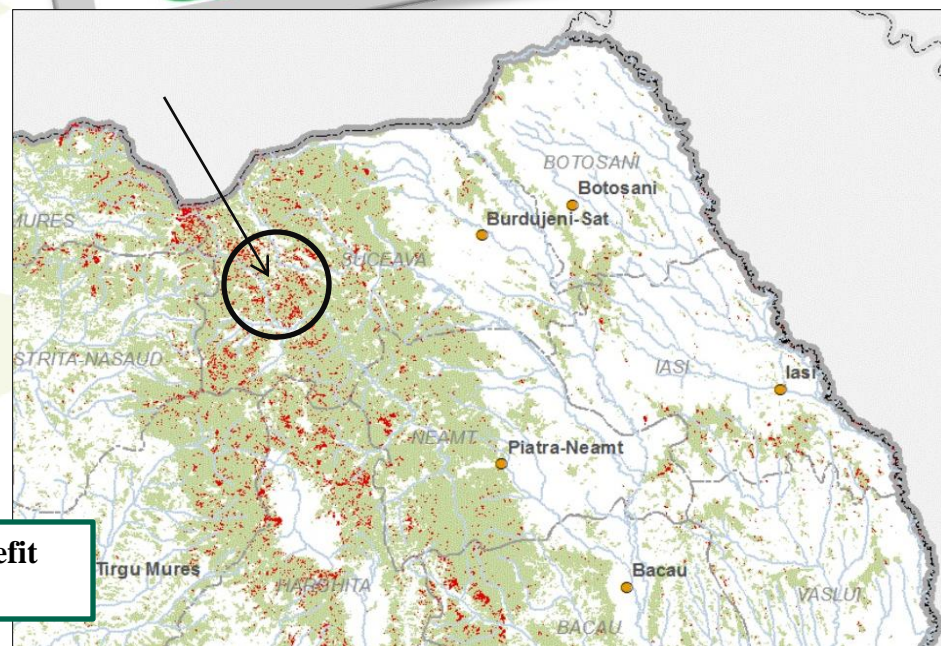 BOTOSANI
Botosani
Burdujeni-Sat
MURES
SUCEAVA
STRITA-NASAUD
IASI
Iasi
NEAMT
Piatra-Neamt
efit
Tirgu Mures
HARGHITA
Bacau
VASLUI
BACAU